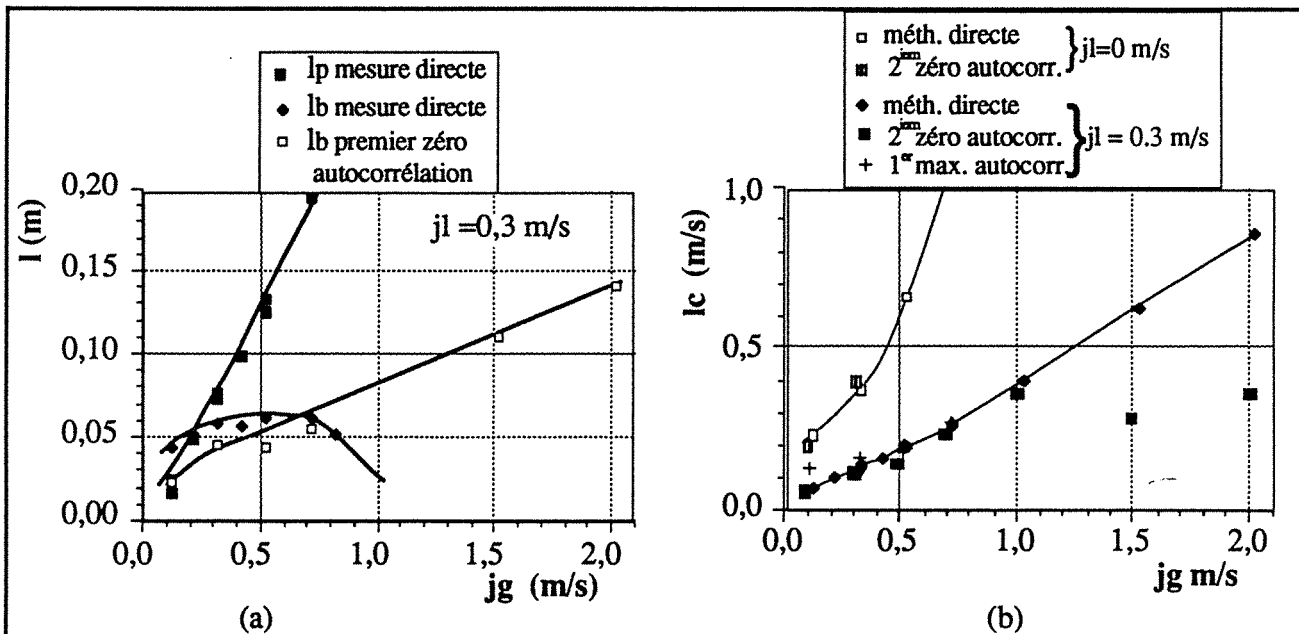 lp mesure directe
lb mesure directe
lb premier zéro
autocorrélation
l (m)
0,20
0,15
0,10
0,05
0,00
jl =0,3 m/s
0,0 0,5 1,0 1,5 2,0
jg (m/s)
(a)
méth. directe
2ièm zéro autocorr.
jl=0 m/s
méth. directe
2ièm zéro autocorr.
1er max. autocorr.
jl = 0.3 m/s
lc (m/s)
1,0
0,5
0,0
0,0 0,5 1,0 1,5 2,0
jg m/s
(b)